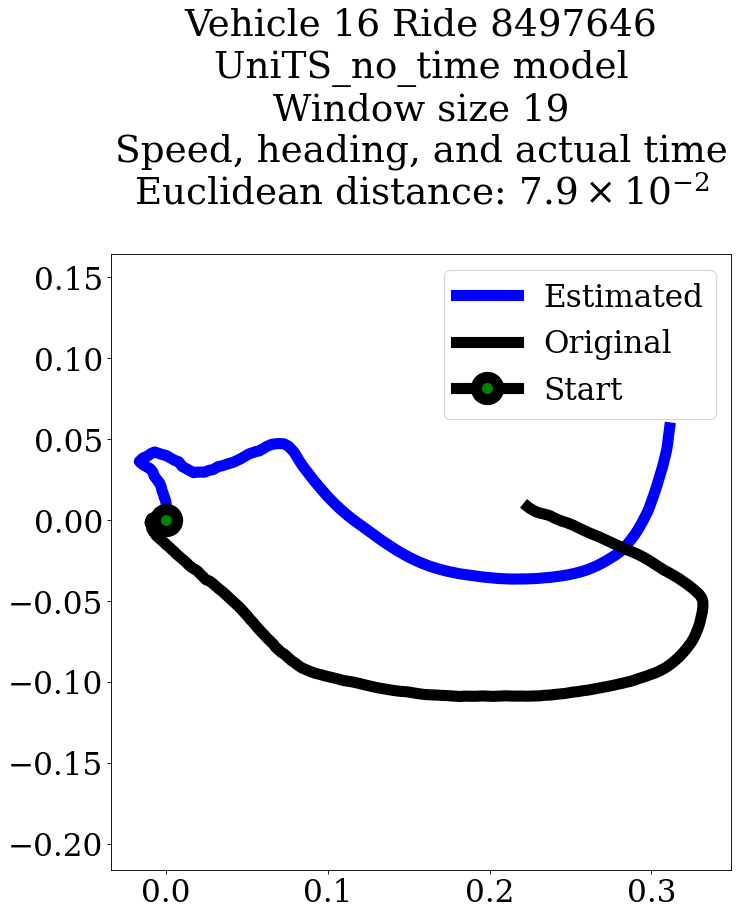 Vehicle 16 Ride 8497646
UniTS_no_time model
Window size 19
Speed, heading, and actual time
Euclidean distance: 7.9 × 10⁻²
Estimated
Original
Start
0.15
0.10
0.05
0.00
−0.05
−0.10
−0.15
−0.20
0.0 0.1 0.2 0.3